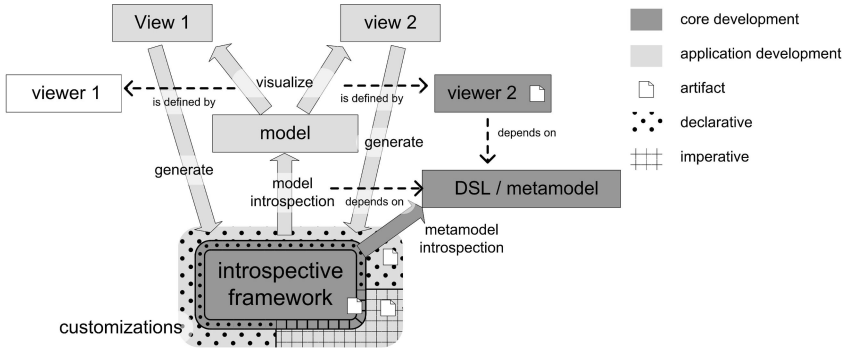 View 1
view 2
core development
application development
viewer 1
visualize
is defined by
is defined by
viewer 2
artifact
model
generate
depends on
declarative
imperative
generate
model
introspection
depends on
DSL / metamodel
metamodel
introspection
introspective
framework
customizations